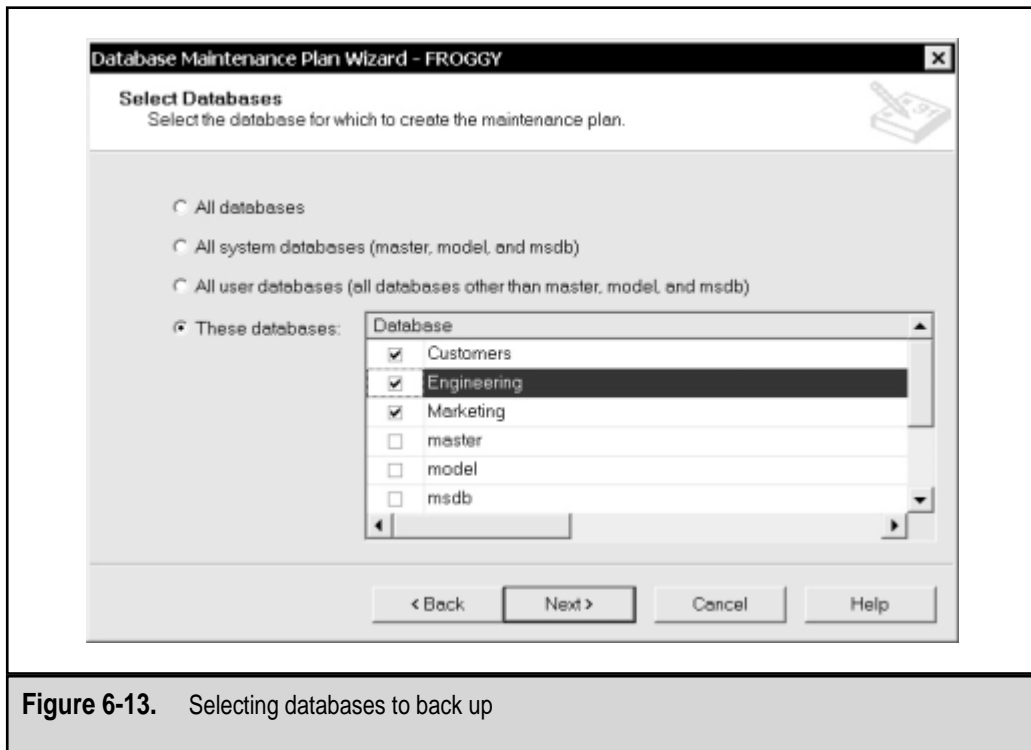 Database Maintenance Plan Wizard - FROGGY
Select Databases
Select the database for which to create the maintenance plan.
All databases
All system databases (master, model, and msdb)
All user databases (all databases other than master, model, and msdb)
These databases:
Database
Customers
Engineering
Marketing
master
model
msdb
< Back Next > Cancel Help
Figure 6-13. Selecting databases to back up